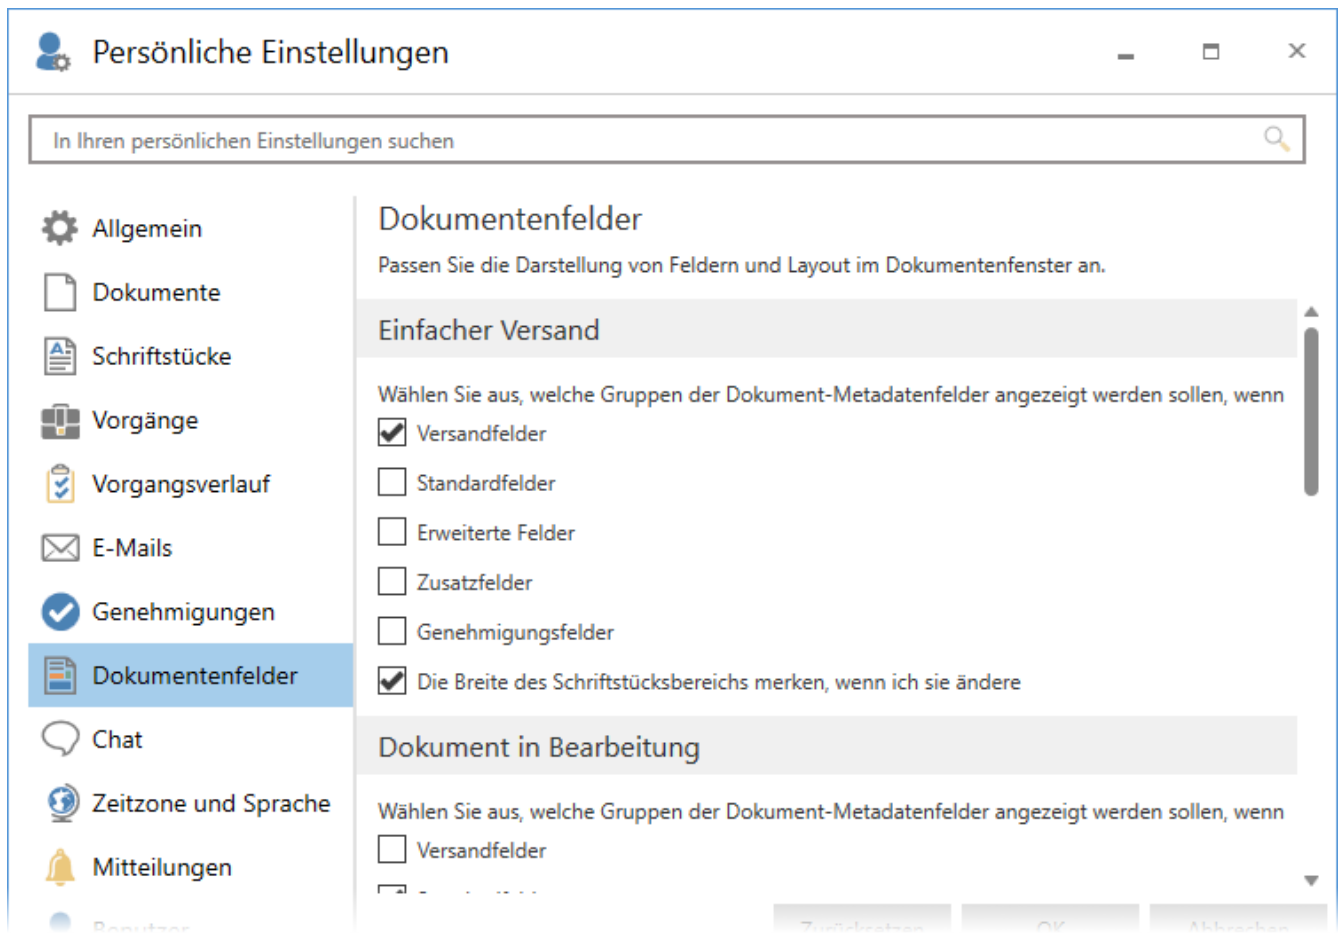 Persönliche Einstellungen
In Ihren persönlichen Einstellungen suchen
Allgemein
Dokumente
Schriftstücke
Vorgänge
Vorgangsverlauf
E-Mails
Genehmigungen
Dokumentenfelder
Chat
Zeitzone und Sprache
Mitteilungen
Benutzer
Dokumentenfelder
Passen Sie die Darstellung von Feldern und Layout im Dokumentenfenster an.
Einfacher Versand
Wählen Sie aus, welche Gruppen der Dokument-Metadatenfelder angezeigt werden sollen, wenn
Versandfelder
Standardfelder
Erweiterte Felder
Zusatzfelder
Genehmigungsfelder
Die Breite des Schriftstücksbereichs merken, wenn ich sie ändere
Dokument in Bearbeitung
Wählen Sie aus, welche Gruppen der Dokument-Metadatenfelder angezeigt werden sollen, wenn
Versandfelder
Zurücksetzen
OK
Abbrechen